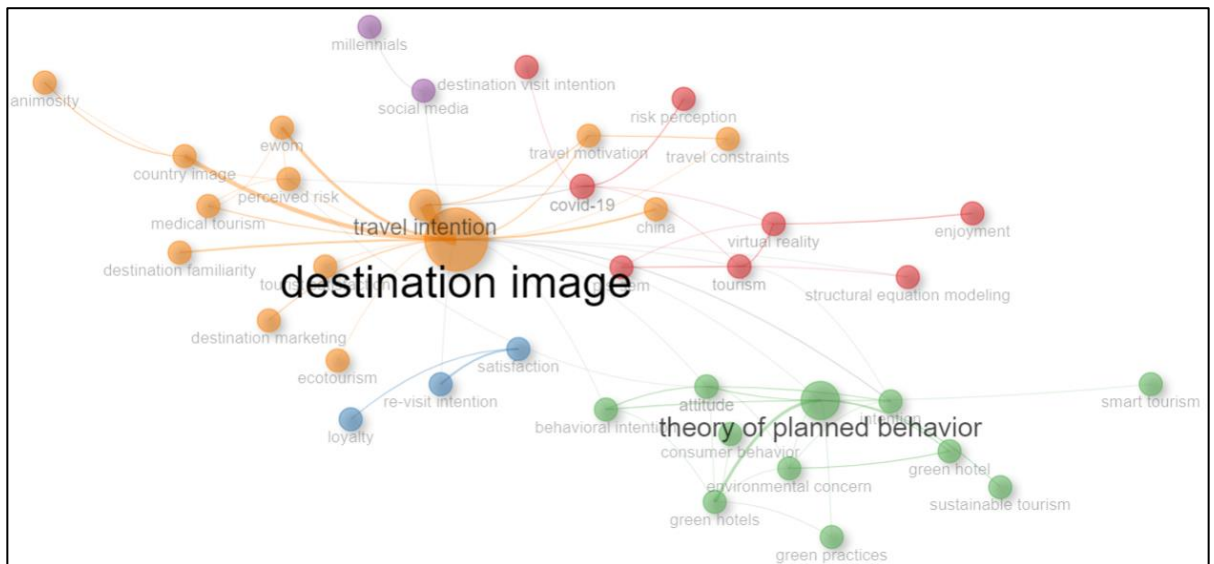 millennials
destination visit intention
animosity
social media
risk perception
ewom
travel motivation
travel constraints
country image
perceived risk
covid-19
medical tourism
travel intention
china
virtual reality
enjoyment
destination familiarity
destination image
tourism
structural equation modeling
destination marketing
satisfaction
ecotourism
re-visit intention
smart tourism
attitude
loyalty
behavioral intention
intention
theory of planned behavior
consumer behavior
green hotel
environmental concern
sustainable tourism
green hotels
green practices